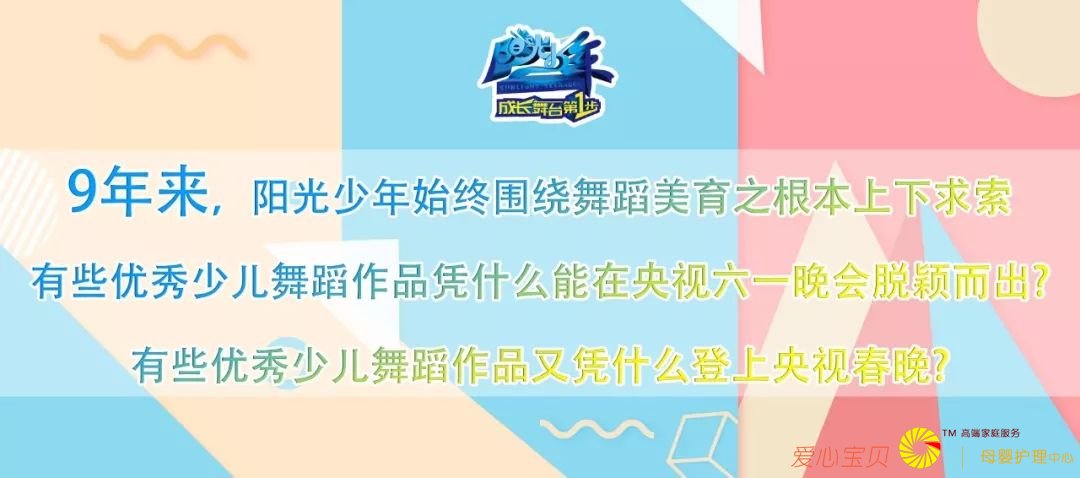 阳光少年
成长舞台第1步
9年来，阳光少年始终围绕舞蹈美育之根本上下求索
有些优秀少儿舞蹈作品凭什么能在央视六一晚会脱颖而出?
有些优秀少儿舞蹈作品又凭什么登上央视春晚?
爱心宝贝
TM 高端家庭服务
母婴护理中心